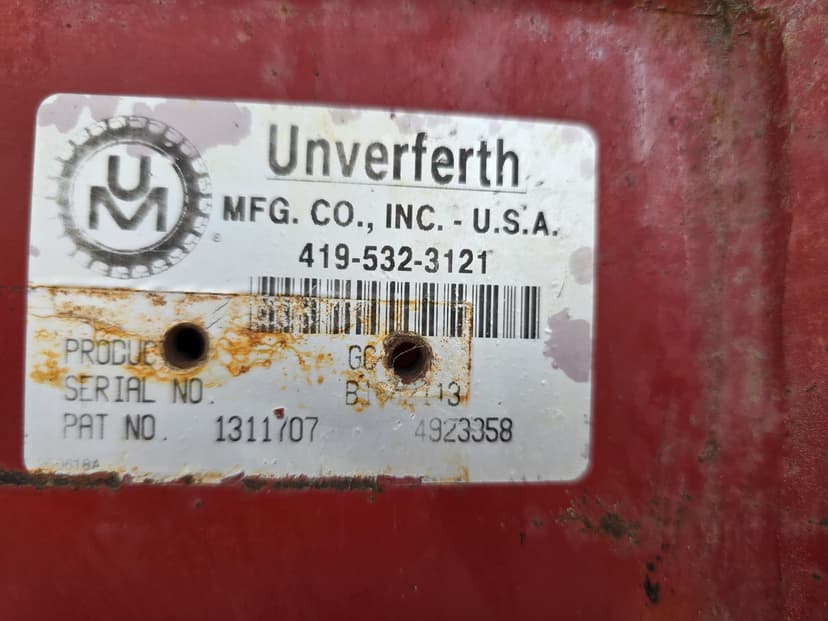 UM
Unverferth
MFG. CO., INC. - U.S.A.
419-532-3121
SERIAL NO.
PAT NO. 1311707 4923358